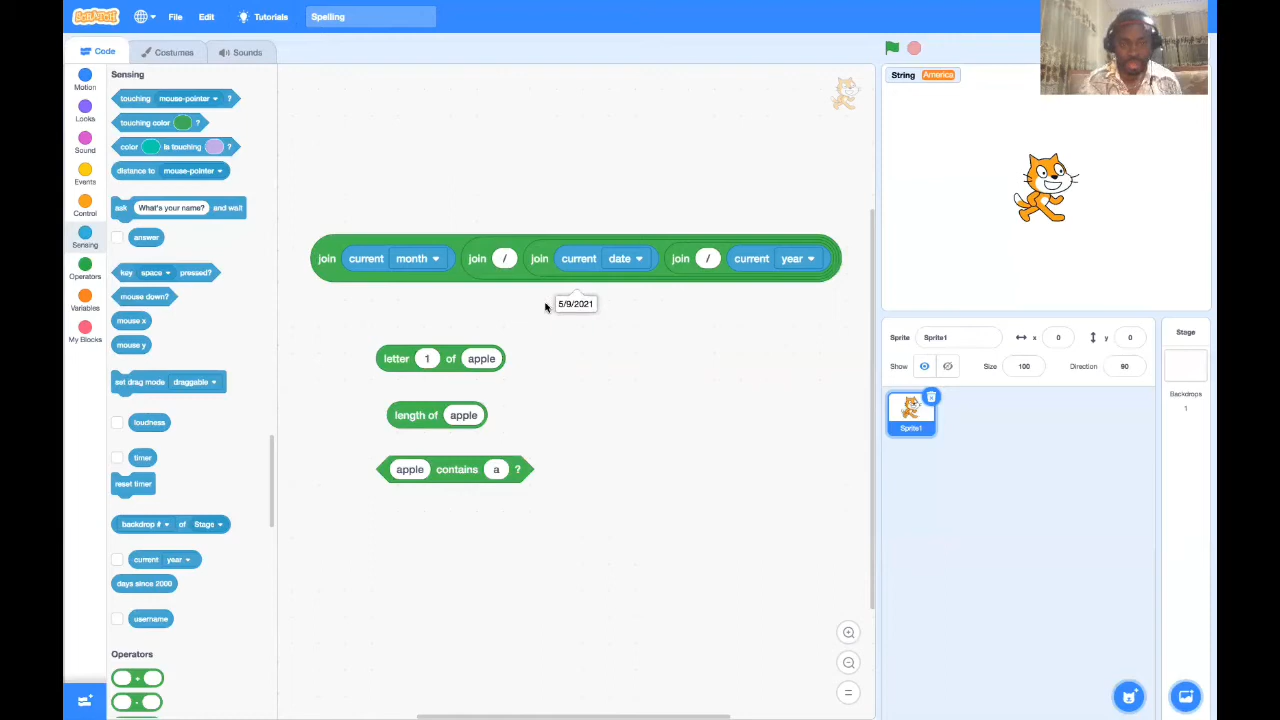 SCRATCH File Edit Tutorials Spelling
Code Costumes Sounds
Motion
Looks
Sound
Events
Control
Sensing
Operators
Variables
My Blocks
Sensing
touching mouse-pointer ?
touching color ?
color is touching ?
distance to mouse-pointer
ask What's your name? and wait
answer
key space pressed?
mouse down?
mouse x
mouse y
set drag mode draggable
loudness
timer
reset timer
backdrop # of Stage
current year
days since 2000
username
Operators
+
-
join current month join / join current date join / current year
5/9/2021
letter 1 of apple
length of apple
apple contains a ?
String America
Sprite Sprite1 x 0 y 0
Show Size 100 Direction 90
Sprite1
Stage
Backdrops
1